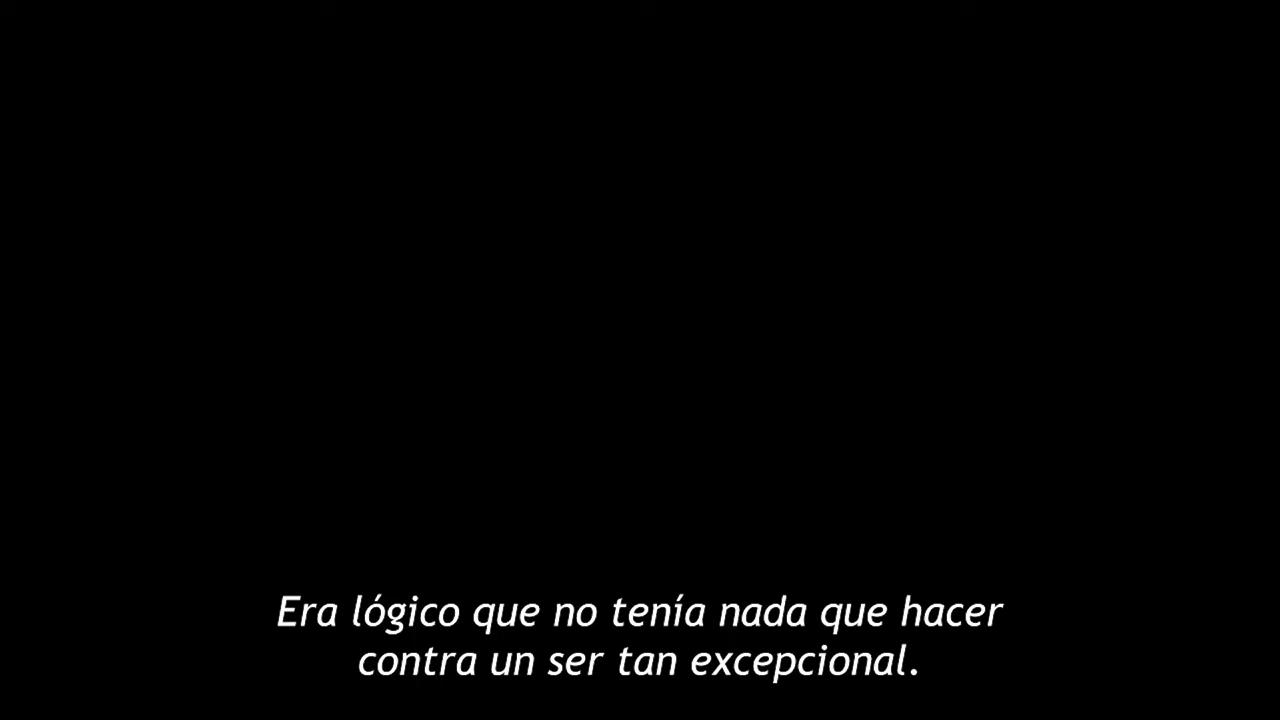 Era lógico que no tenía nada que hacer
contra un ser tan excepcional.